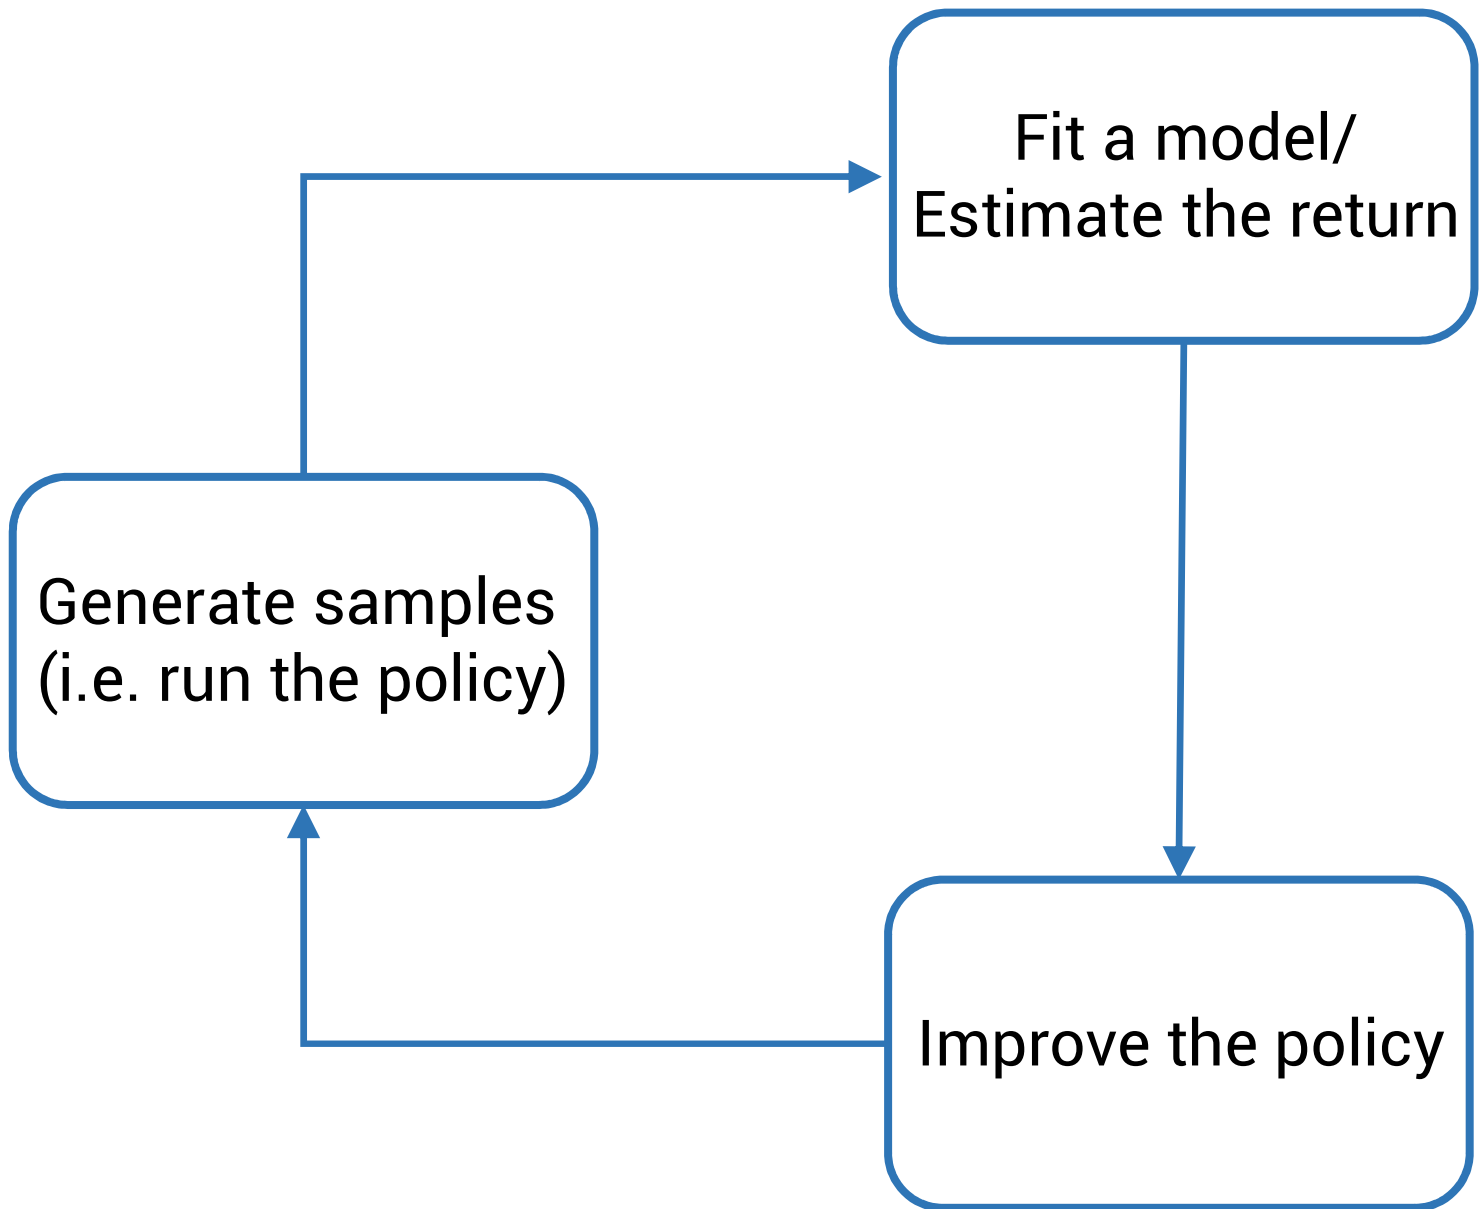 Fit a model/
Estimate the return
Generate samples
(i.e. run the policy)
Improve the policy